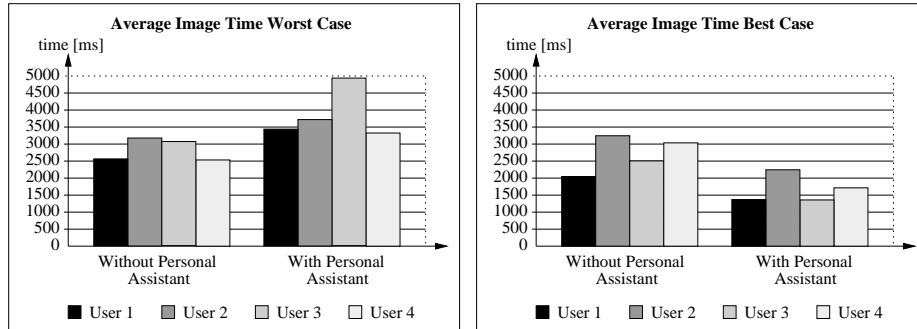 Average Image Time Worst Case
time [ms]
5000
4500
4000
3500
3000
2500
2000
1500
1000
500
0
Without Personal Assistant
With Personal Assistant
User 1 User 2 User 3 User 4
Average Image Time Best Case
time [ms]
5000
4500
4000
3500
3000
2500
2000
1500
1000
500
0
Without Personal Assistant
With Personal Assistant
User 1 User 2 User 3 User 4